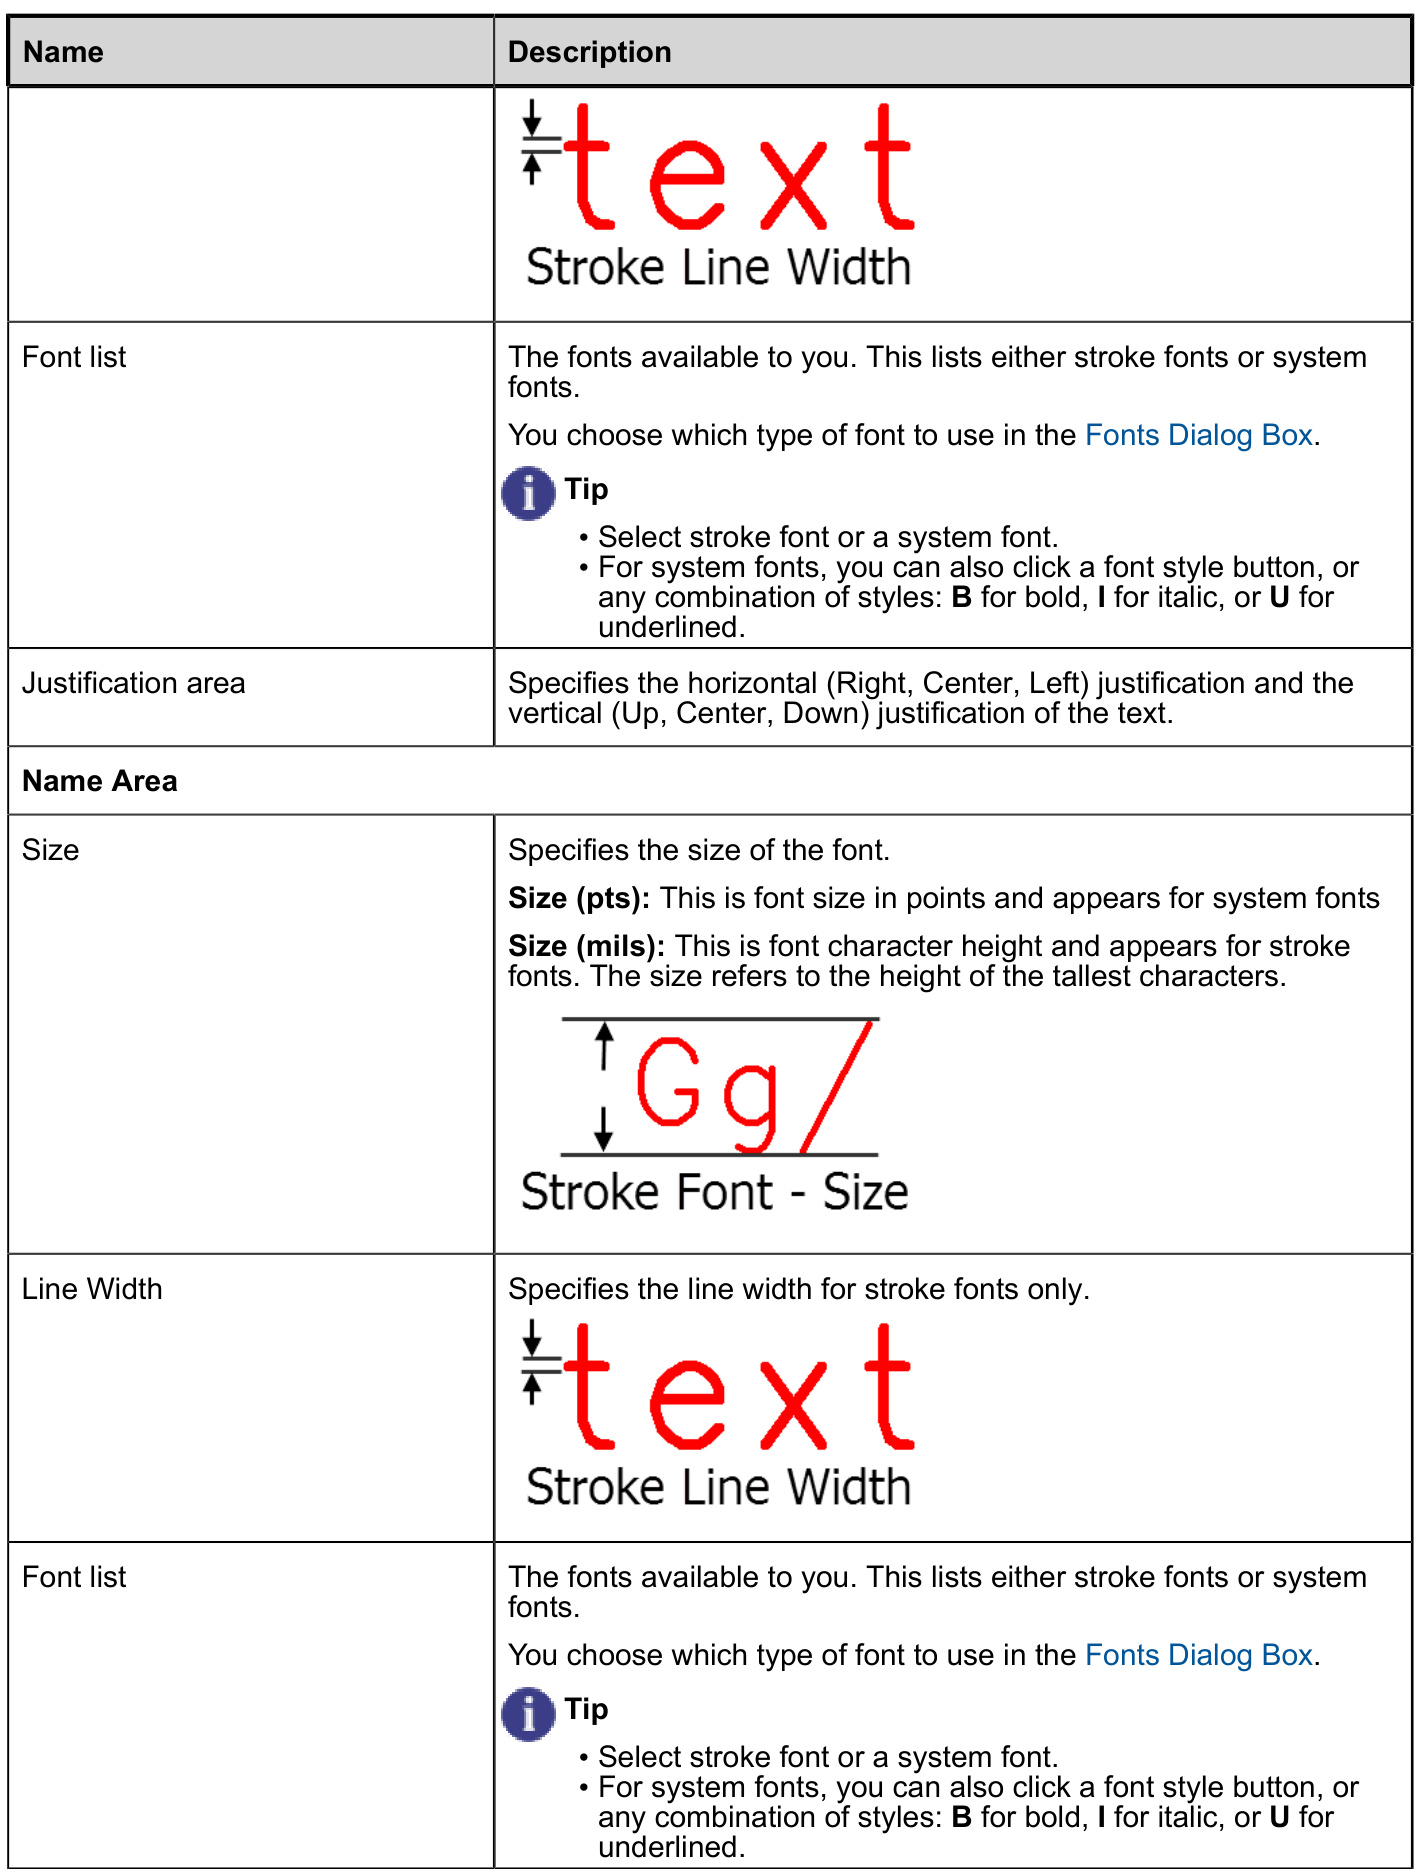 Name
Description
text
Stroke Line Width
Font list
The fonts available to you. This lists either stroke fonts or system
fonts.
You choose which type of font to use in the Fonts Dialog Box.
i Tip
• Select stroke font or a system font.
• For system fonts, you can also click a font style button, or
any combination of styles: B for bold, I for italic, or U for
underlined.
Justification area
Specifies the horizontal (Right, Center, Left) justification and the
vertical (Up, Center, Down) justification of the text.
Name Area
Size
Specifies the size of the font.
Size (pts): This is font size in points and appears for system fonts
Size (mils): This is font character height and appears for stroke
fonts. The size refers to the height of the tallest characters.
Gg/
Stroke Font - Size
Line Width
Specifies the line width for stroke fonts only.
text
Stroke Line Width
Font list
The fonts available to you. This lists either stroke fonts or system
fonts.
You choose which type of font to use in the Fonts Dialog Box.
i Tip
• Select stroke font or a system font.
• For system fonts, you can also click a font style button, or
any combination of styles: B for bold, I for italic, or U for
underlined.